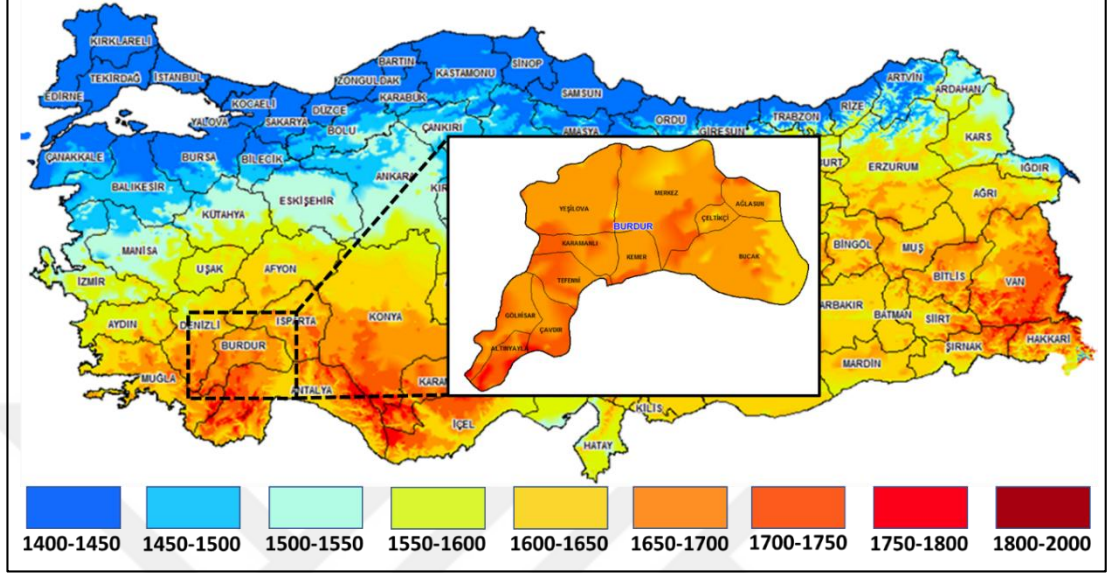 KIRKLARELİ
TEKİRDAĞ
İSTANBUL
EDİRNE
KOCAELİ
YALOVA
SAKARYA
DÜZCE
ZONGULDAK
BARTIN
KARABÜK
KASTAMONU
SİNOP
SAMSUN
BOLU
ÇANKIRI
AMASYA
ORDU
GİRESUN
TRABZON
RİZE
ARTVİN
ARDAHAN
KARS
IĞDIR
ÇANAKKALE
BURSA
BİLECİK
BALIKESİR
ESKİŞEHİR
ANKARA
KIR
KÜTAHYA
URT
ERZURUM
AĞRI
MANİSA
UŞAK
AFYON
İZMİR
BİNGÖL
MUŞ
BİTLİS
VAN
AYDIN
DENİZLİ
ISPARTA
KONYA
BURDUR
ARBAKIR
BATMAN
SİİRT
ŞIRNAK
HAKKARİ
MARDİN
MUĞLA
ANTALYA
KARAM
İÇEL
KİLİS
HATAY
MERKEZ
YEŞİLOVA
AĞLASUN
ÇELTİKÇİ
BURDUR
KARAMANLI
KEMER
BUCAK
TEFENNİ
GÖLHİSAR
ÇAVDIR
ALTINYAYLA
1400-1450 1450-1500 1500-1550 1550-1600 1600-1650 1650-1700 1700-1750 1750-1800 1800-2000